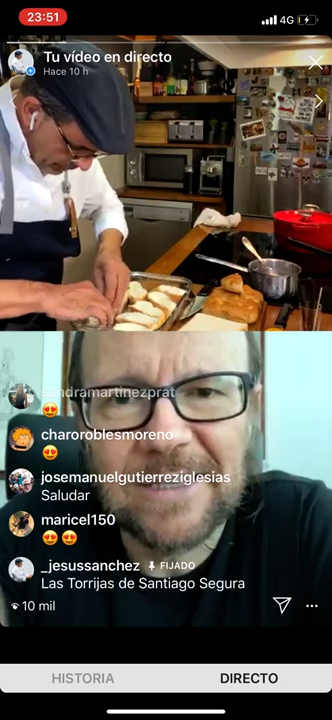 23:51
4G
Tu vídeo en directo
Hace 10 h
sandramartinezprat
😍
charoroblesmoreno
😍
josemanuelgutierreziglesias
Saludar
maricel150
😍😍
_jesussanchez FIJADO
Las Torrijas de Santiago Segura
10 mil
HISTORIA DIRECTO